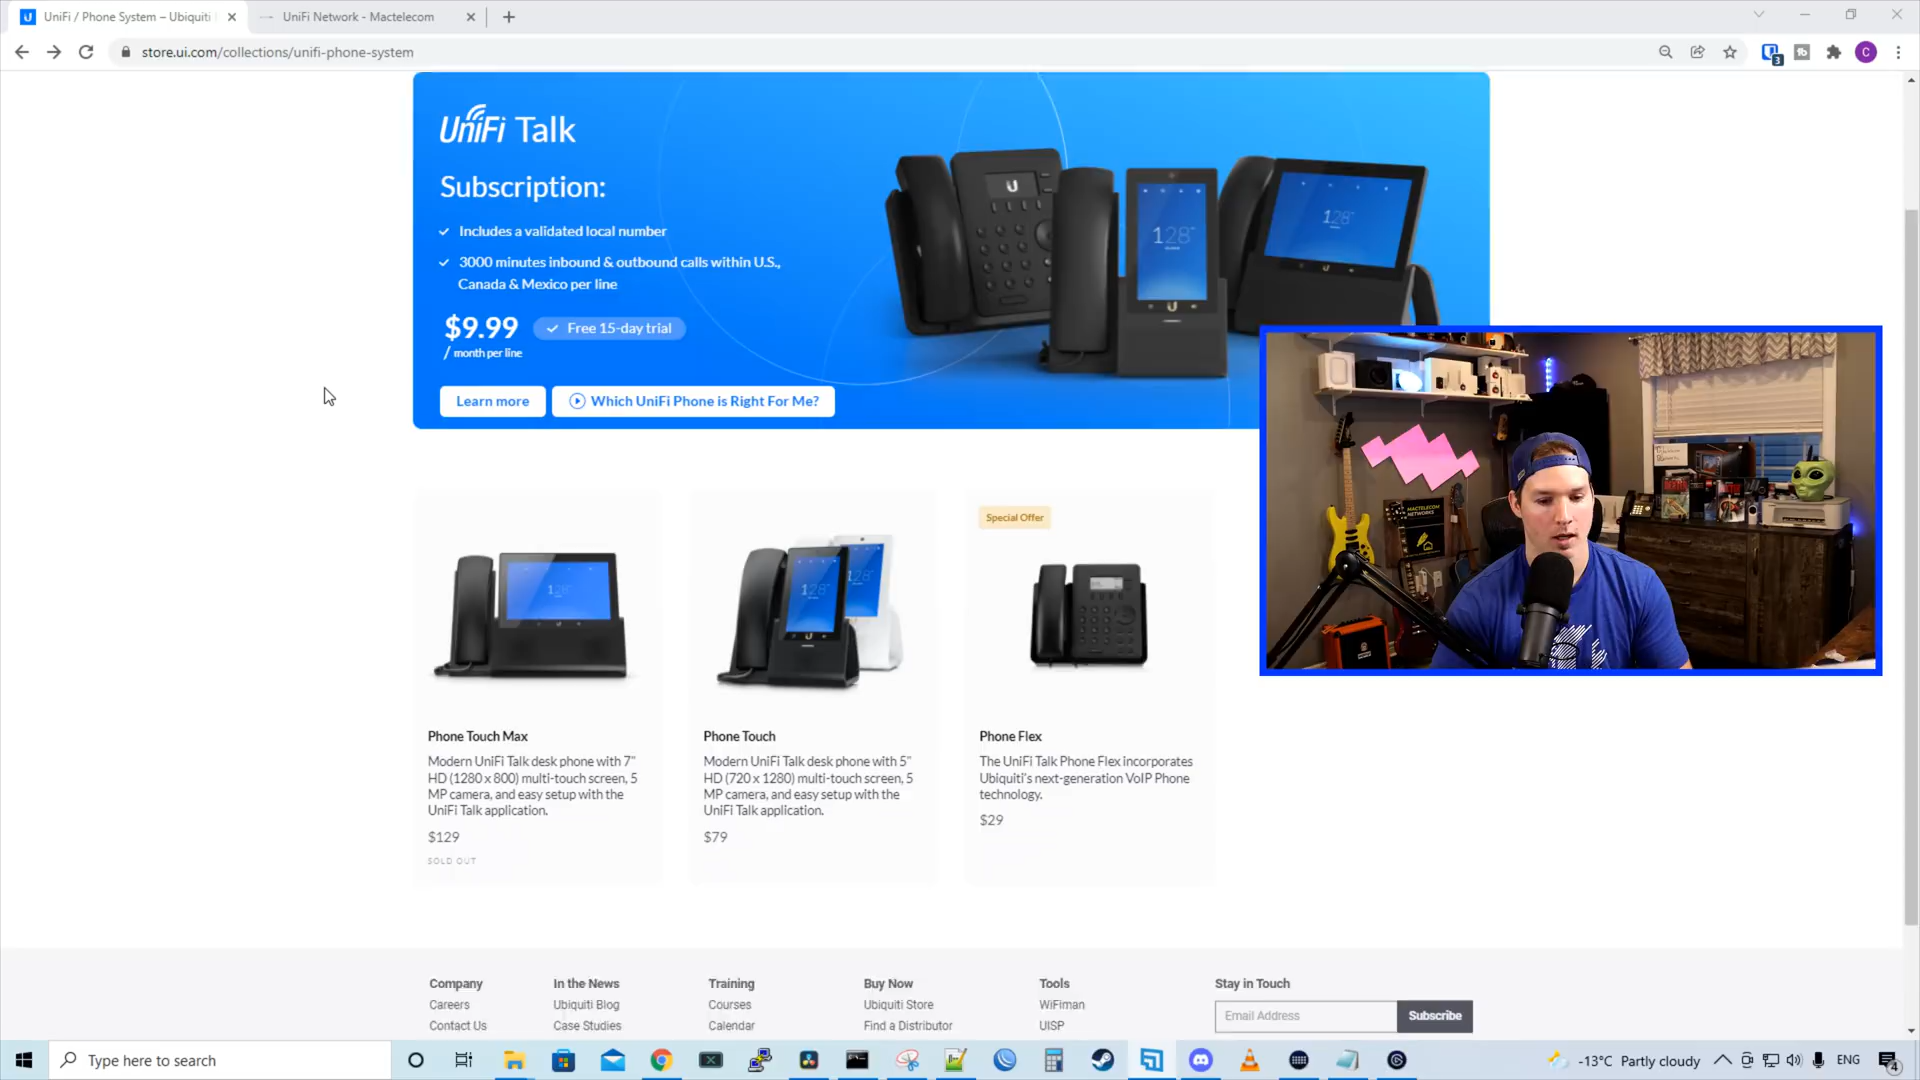 UniFi / Phone System – Ubiquiti
UniFi Network - Mactelecom
store.ui.com/collections/unifi-phone-system
UniFi Talk
Subscription:
Includes a validated local number
3000 minutes inbound & outbound calls within U.S.,
Canada & Mexico per line
$9.99
Free 15-day trial
/ month per line
Learn more
Which UniFi Phone is Right For Me?
Special Offer
Phone Touch Max
Modern UniFi Talk desk phone with 7"
HD (1280 x 800) multi-touch screen, 5
MP camera, and easy setup with the
UniFi Talk application.
$129
SOLD OUT
Phone Touch
Modern UniFi Talk desk phone with 5"
HD (720 x 1280) multi-touch screen, 5
MP camera, and easy setup with the
UniFi Talk application.
$79
Phone Flex
The UniFi Talk Phone Flex incorporates
Ubiquiti's next-generation VoIP Phone
technology.
$29
MACTELECOM
NETWORKS
Company
Careers
Contact Us
In the News
Ubiquiti Blog
Case Studies
Training
Courses
Calendar
Buy Now
Ubiquiti Store
Find a Distributor
Tools
WiFiman
UISP
Stay in Touch
Email Address
Subscribe
Type here to search
-13°C Partly cloudy
ENG
4